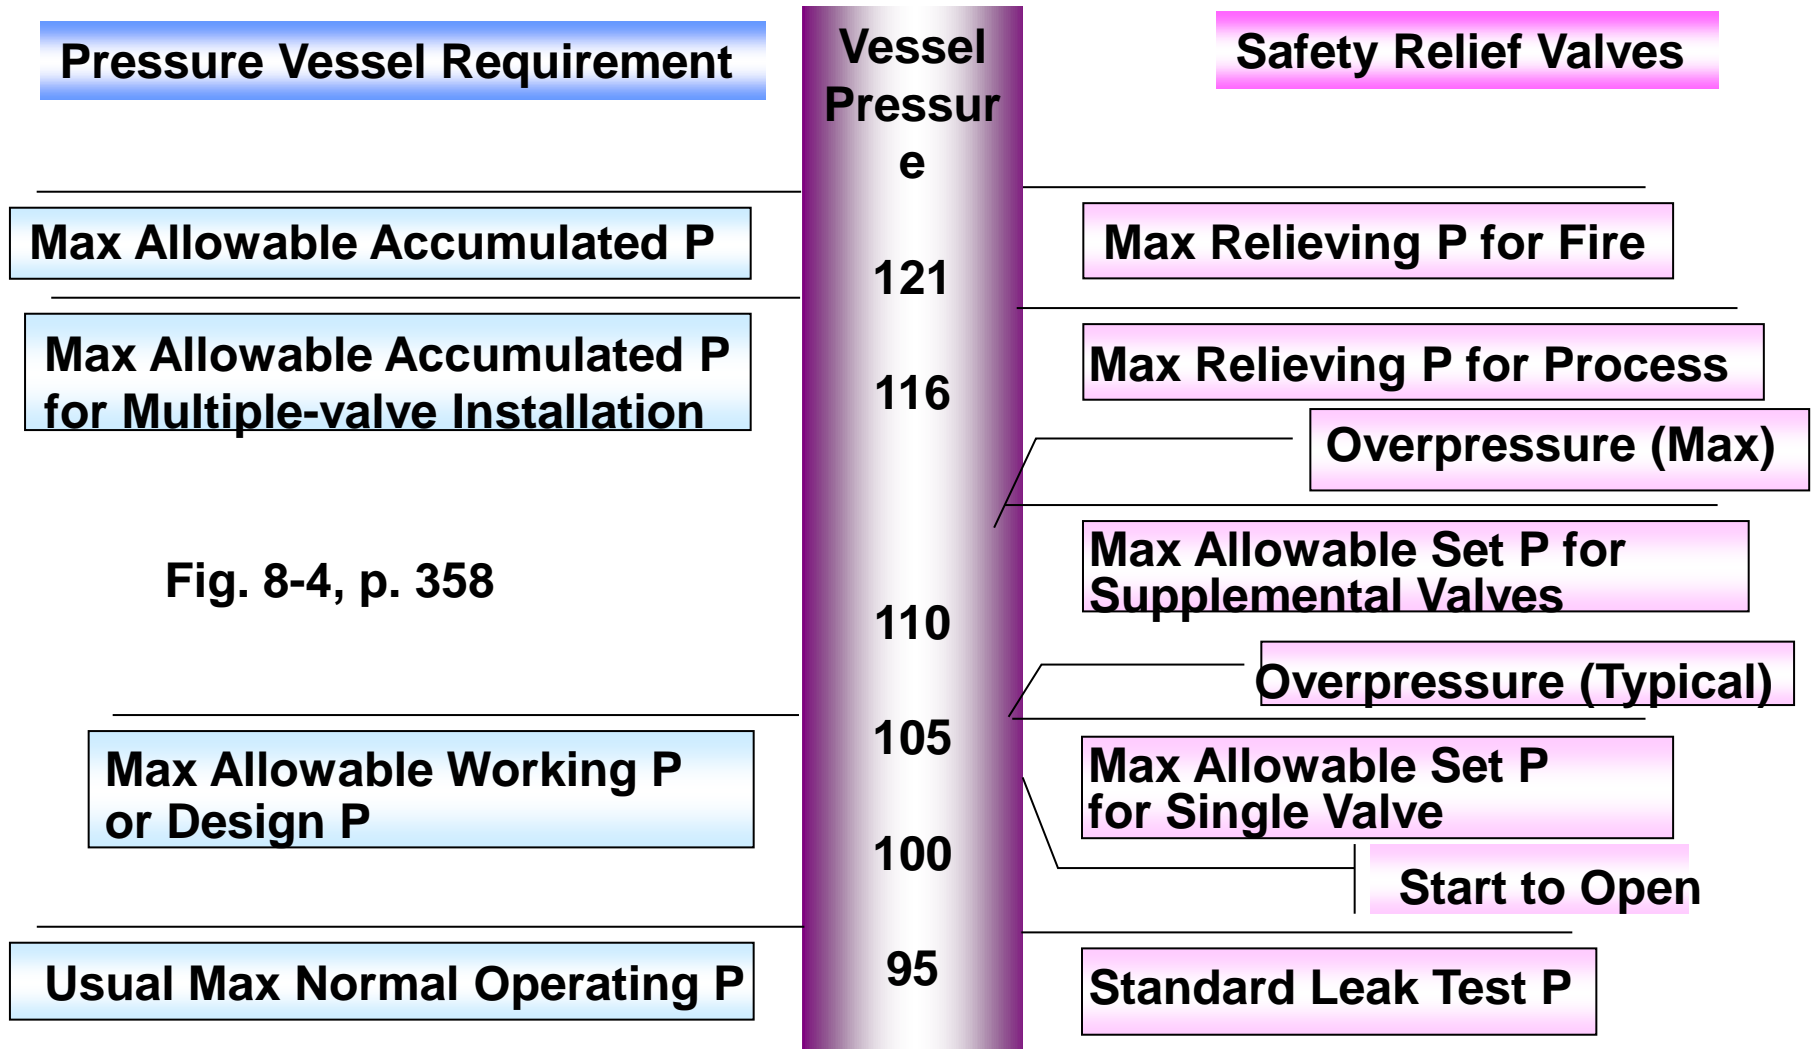 Pressure Vessel Requirement
Vessel
Pressur
e
Safety Relief Valves
Max Allowable Accumulated P
121
Max Relieving P for Fire
Max Allowable Accumulated P
for Multiple-valve Installation
116
Max Relieving P for Process
Overpressure (Max)
Fig. 8-4, p. 358
110
Max Allowable Set P for
Supplemental Valves
Overpressure (Typical)
Max Allowable Working P
or Design P
105
Max Allowable Set P
for Single Valve
100
Start to Open
Usual Max Normal Operating P
95
Standard Leak Test P